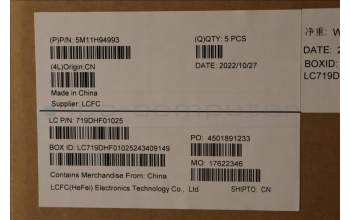 (P)P/N: 5M11H94993
(Q)QTY: 5 PCS
(4L)Origin:CN
DATE: 2022/10/27
Made in China
Supplier: LCFC
LC P/N: 719DHF01025
PO: 4501891233
BOX ID: LC719DHF01025243409149
MO: 17622346
Contains Merchandise From: China
LCFC(HeFei) Electronics Technology Co., Ltd
SHIPTO: CN
净重: W
DATE: 2
BOXID:
LC719D